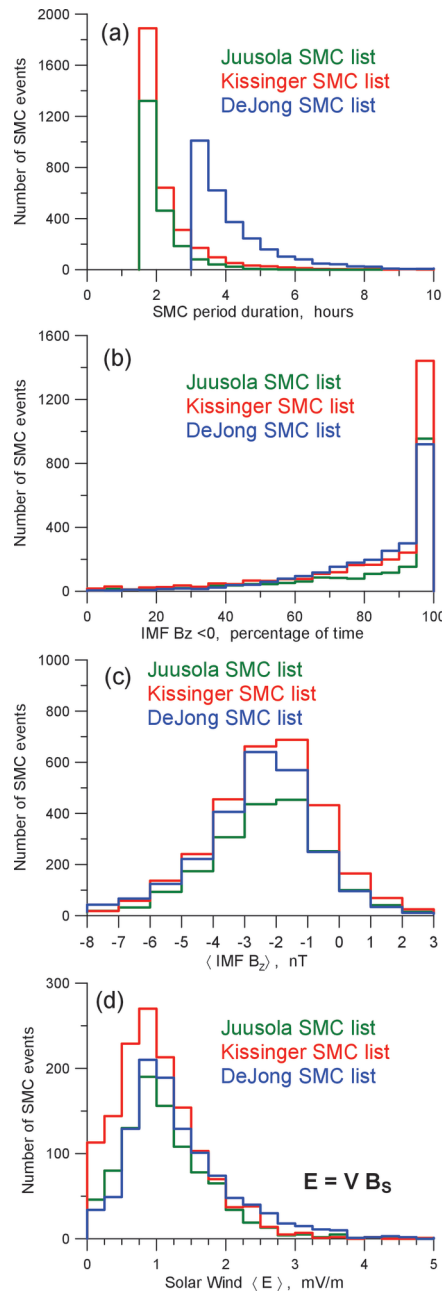 (a)
Juusola SMC list
Kissinger SMC list
DeJong SMC list
Number of SMC events
2000
1600
1200
800
400
0
0 2 4 6 8 10
SMC period duration, hours
(b)
Juusola SMC list
Kissinger SMC list
DeJong SMC list
Number of SMC events
1600
1200
800
400
0
0 20 40 60 80 100
IMF Bz <0, percentage of time
(c)
Juusola SMC list
Kissinger SMC list
DeJong SMC list
Number of SMC events
1000
800
600
400
200
0
-8 -7 -6 -5 -4 -3 -2 -1 0 1 2 3
⟨ IMF Bz⟩ , nT
(d)
Juusola SMC list
Kissinger SMC list
DeJong SMC list
E = V Bs
Number of SMC events
300
200
100
0
0 1 2 3 4 5
Solar Wind ⟨ E ⟩ , mV/m